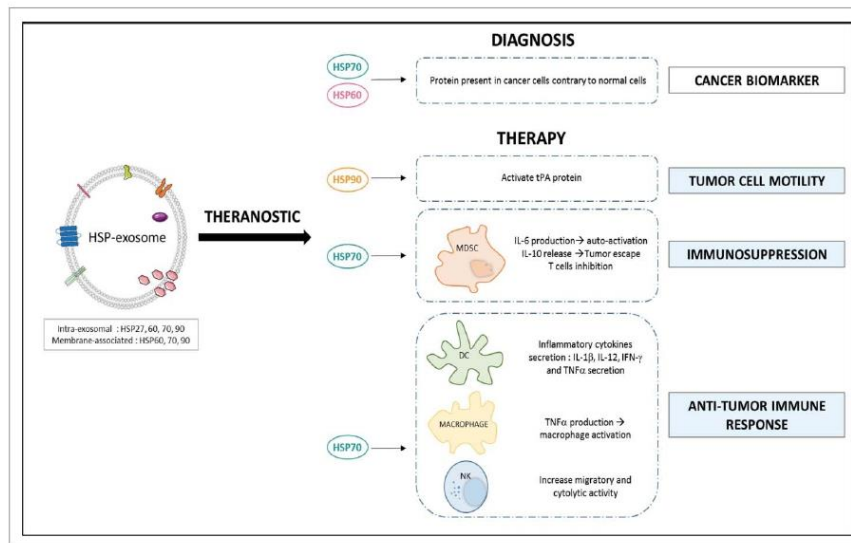 DIAGNOSIS
HSP70
HSP60
Protein present in cancer cells contrary to normal cells
CANCER BIOMARKER
THERAPY
HSP90
Activate tPA protein
TUMOR CELL MOTILITY
HSP-exosome
THERANOSTIC
Intra-exosomal : HSP27, 60, 70, 90
Membrane-associated : HSP60, 70, 90
HSP70
MDSC
IL-6 production→ auto-activation
IL-10 release →Tumor escape
T cells inhibition
IMMUNOSUPPRESSION
DC
Inflammatory cytokines
secretion : IL-1β, IL-12, IFN-γ
and TNFα secretion
HSP70
MACROPHAGE
TNFα production →
macrophage activation
NK
Increase migratory and
cytolytic activity
ANTI-TUMOR IMMUNE
RESPONSE